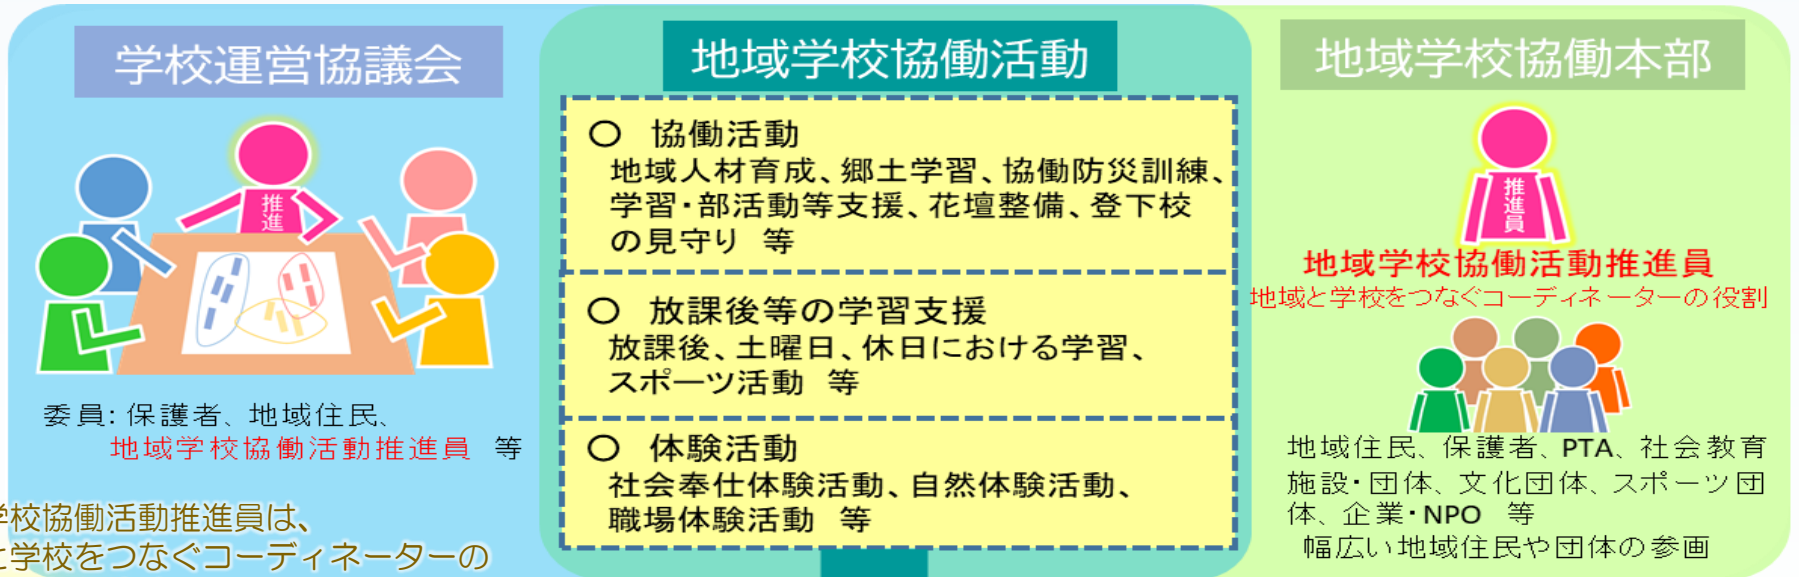 学校運営協議会
推進
委員：保護者、地域住民、
地域学校協働活動推進員　等
学校協働活動推進員は、
と学校をつなぐコーディネーターの
地域学校協働活動
○　協働活動
地域人材育成、郷土学習、協働防災訓練、
学習・部活動等支援、花壇整備、登下校
の見守り　等
○　放課後等の学習支援
放課後、土曜日、休日における学習、
スポーツ活動　等
○　体験活動
社会奉仕体験活動、自然体験活動、
職場体験活動　等
地域学校協働本部
推進員
地域学校協働活動推進員
地域と学校をつなぐコーディネーターの役割
地域住民、保護者、PTA、社会教育
施設・団体、文化団体、スポーツ団
体、企業・NPO　等
幅広い地域住民や団体の参画